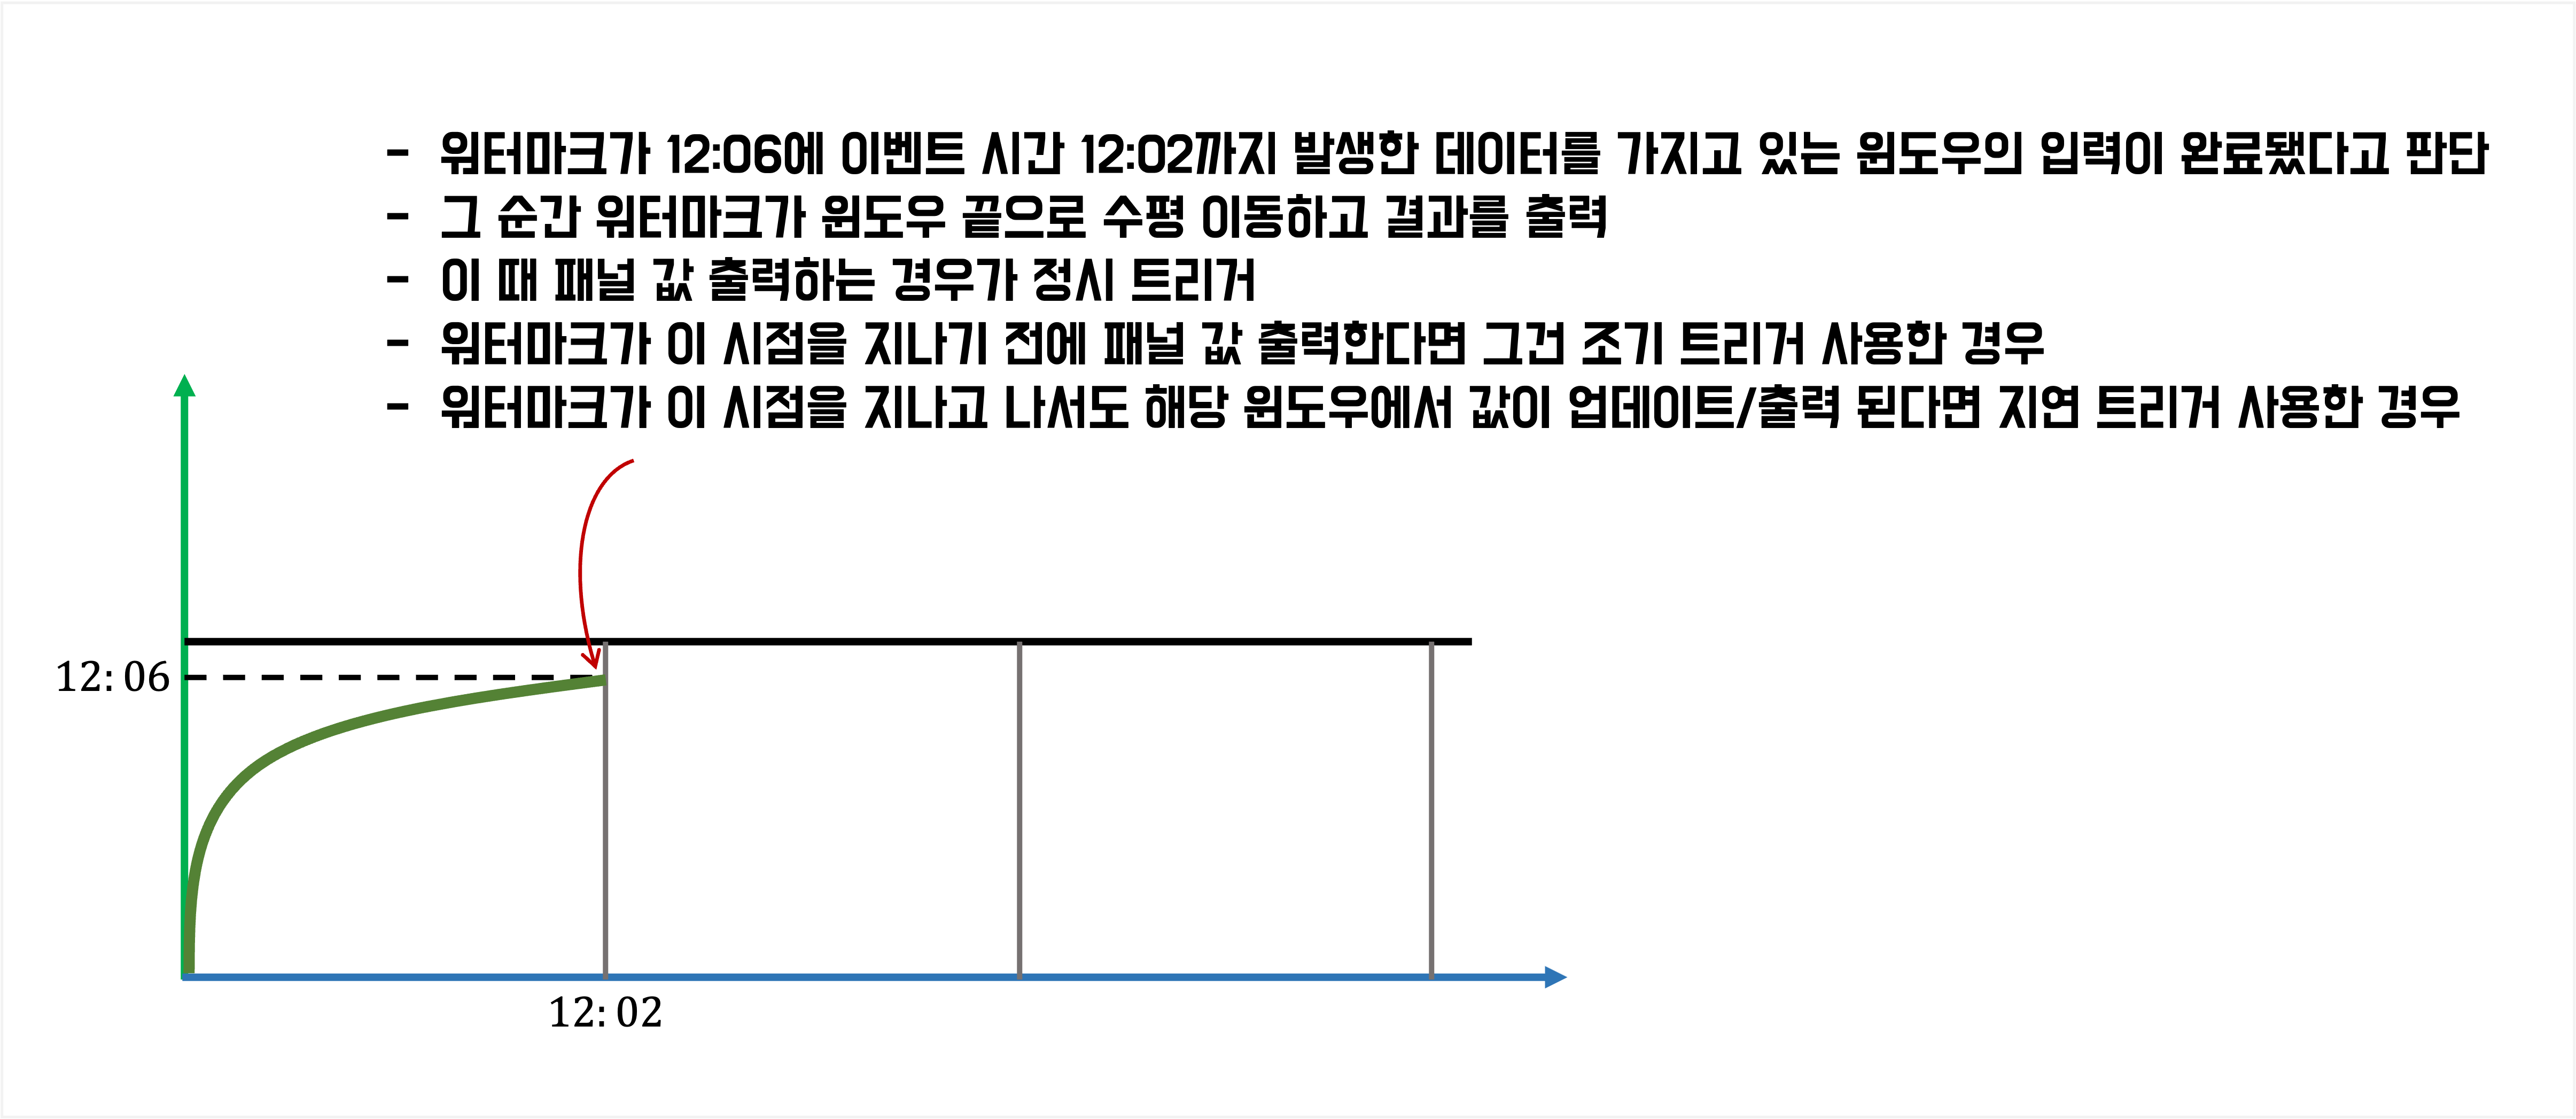 - 워터마크가 12:06에 이벤트 시간 12:02까지 발생한 데이터를 가지고 있는 윈도우의 입력이 완료됐다고 판단
- 그 순간 워터마크가 윈도우 끝으로 수평 이동하고 결과를 출력
- 이 때 패널 값 출력하는 경우가 정시 트리거
- 워터마크가 이 시점을 지나기 전에 패널 값 출력한다면 그건 조기 트리거 사용한 경우
- 워터마크가 이 시점을 지나고 나서도 해당 윈도우에서 값이 업데이트/출력 된다면 지연 트리거 사용한 경우
12:06
12:02